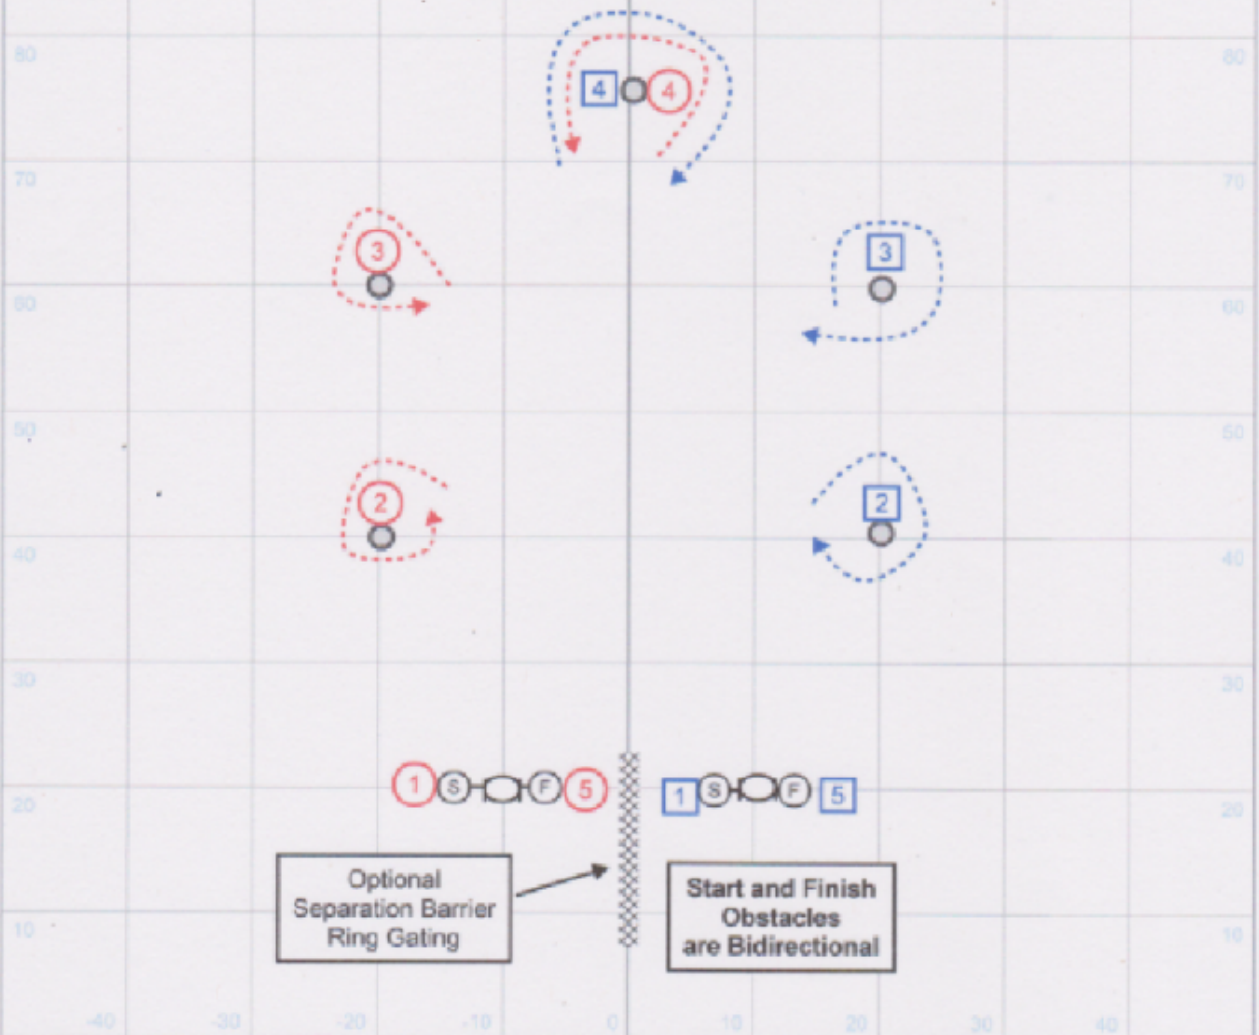 80
80
4
4
70
70
3
3
60
60
50
50
2
2
40
40
30
30
1 S F 5
1 S F 5
20
20
Optional
Separation Barrier
Ring Gating
Start and Finish
Obstacles
are Bidirectional
10
10
-40 -30 -20 -10 0 10 20 30 40